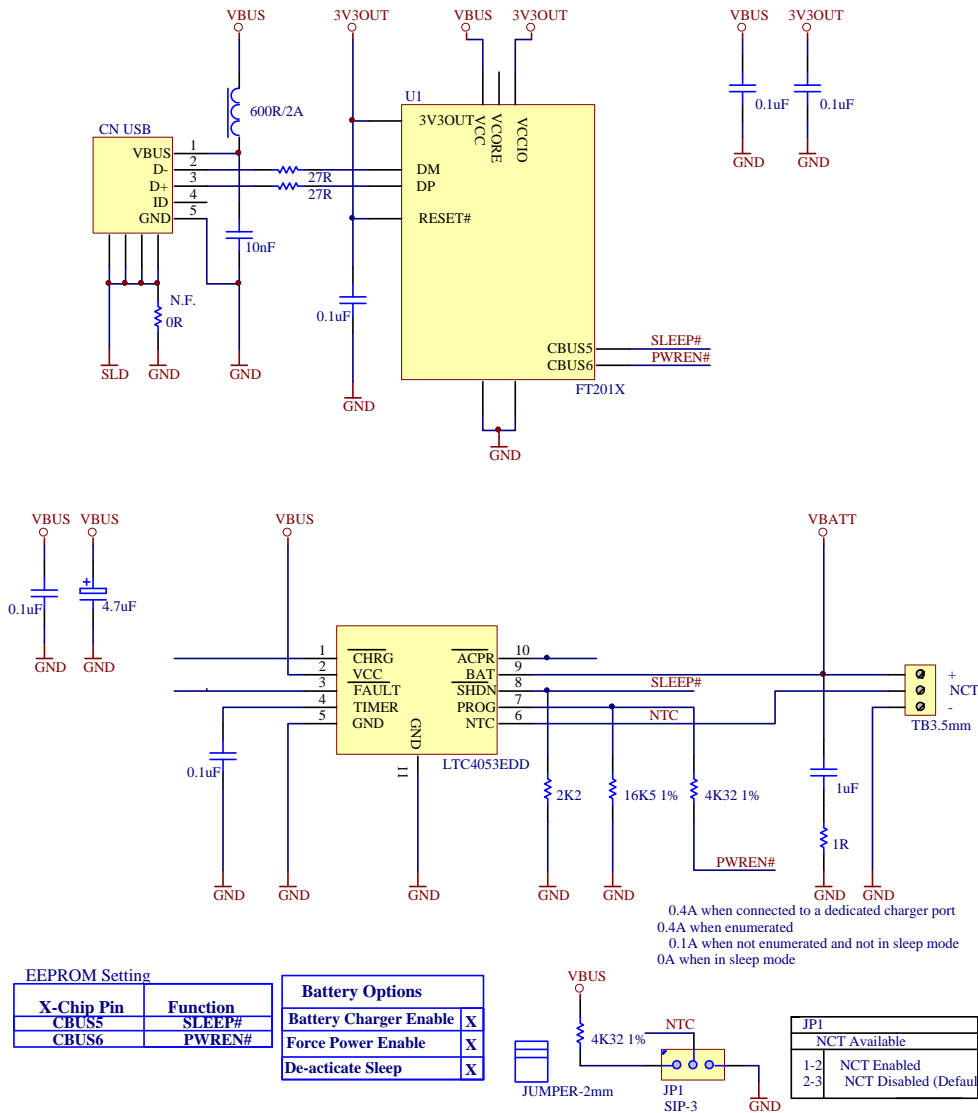 VBUS 3V3OUT VBUS 3V3OUT VBUS 3V3OUT
600R/2A
0.1uF 0.1uF
GND GND
CN USB
VBUS 1
D- 2
D+ 3
ID 4
GND 5
27R
27R
10nF
N.F.
0R
SLD GND GND
0.1uF
GND
U1
3V3OUT
VCC
VCORE
VCCIO
DM
DP
RESET#
CBUS5 SLEEP#
CBUS6 PWREN#
FT201X
GND
VBUS VBUS VBUS VBATT
0.1uF
+
4.7uF
GND GND
1 CHRG
2 VCC
3 FAULT
4 TIMER
5 GND
GND
11
ACPR 10
BAT 9
SHDN 8 SLEEP#
PROG 7
NTC 6 NTC
LTC4053EDD
+
NCT
-
TB3.5mm
0.1uF
2K2
16K5 1%
4K32 1%
1uF
1R
PWREN#
GND GND GND GND GND GND GND
0.4A when connected to a dedicated charger port
0.4A when enumerated
0.1A when not enumerated and not in sleep mode
0A when in sleep mode
EEPROM Setting
X-Chip Pin Function
CBUS5 SLEEP#
CBUS6 PWREN#
Battery Options
Battery Charger Enable X
Force Power Enable X
De-acticate Sleep X
JUMPER-2mm
VBUS
4K32 1%
NTC
JP1
SIP-3
GND
JP1
NCT Available
1-2 NCT Enabled
2-3 NCT Disabled (Defaul